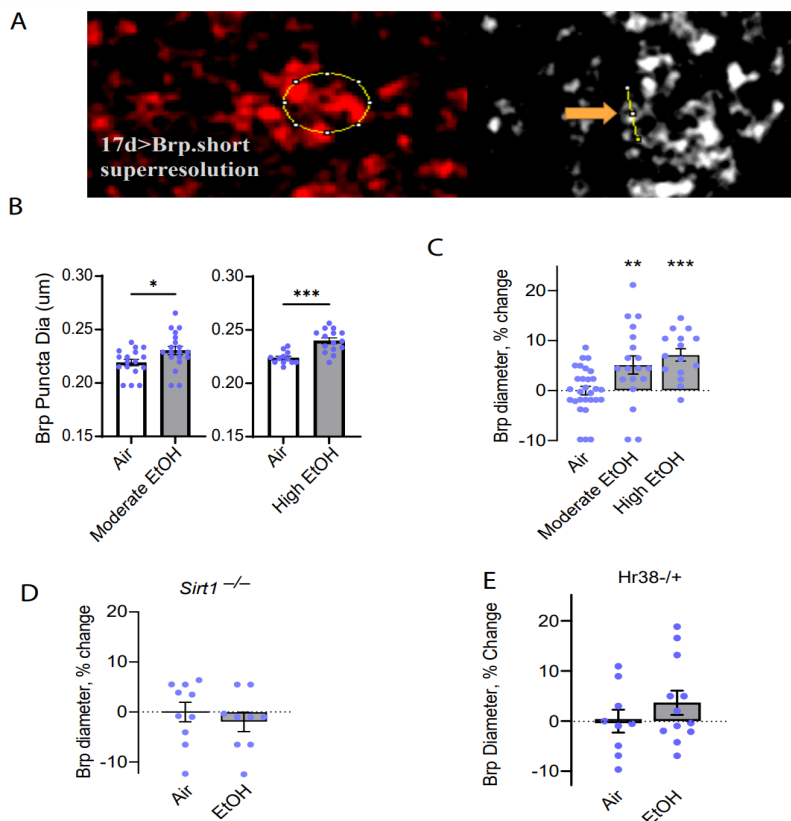 A
17d>Brp.short
superresolution
B
Brp Puncta Dia (um)
0.30
0.25
0.20
0.15
*
Air
Moderate EtOH
0.30
0.25
0.20
0.15
***
Air
High EtOH
C
Brp diameter, % change
20
10
0
-10
**
***
Air
Moderate EtOH
High EtOH
D
Sirt1 −/−
Brp diameter, % change
20
10
0
-10
Air
EtOH
E
Hr38-/+
Brp Diameter, % Change
20
10
0
-10
Air
EtOH